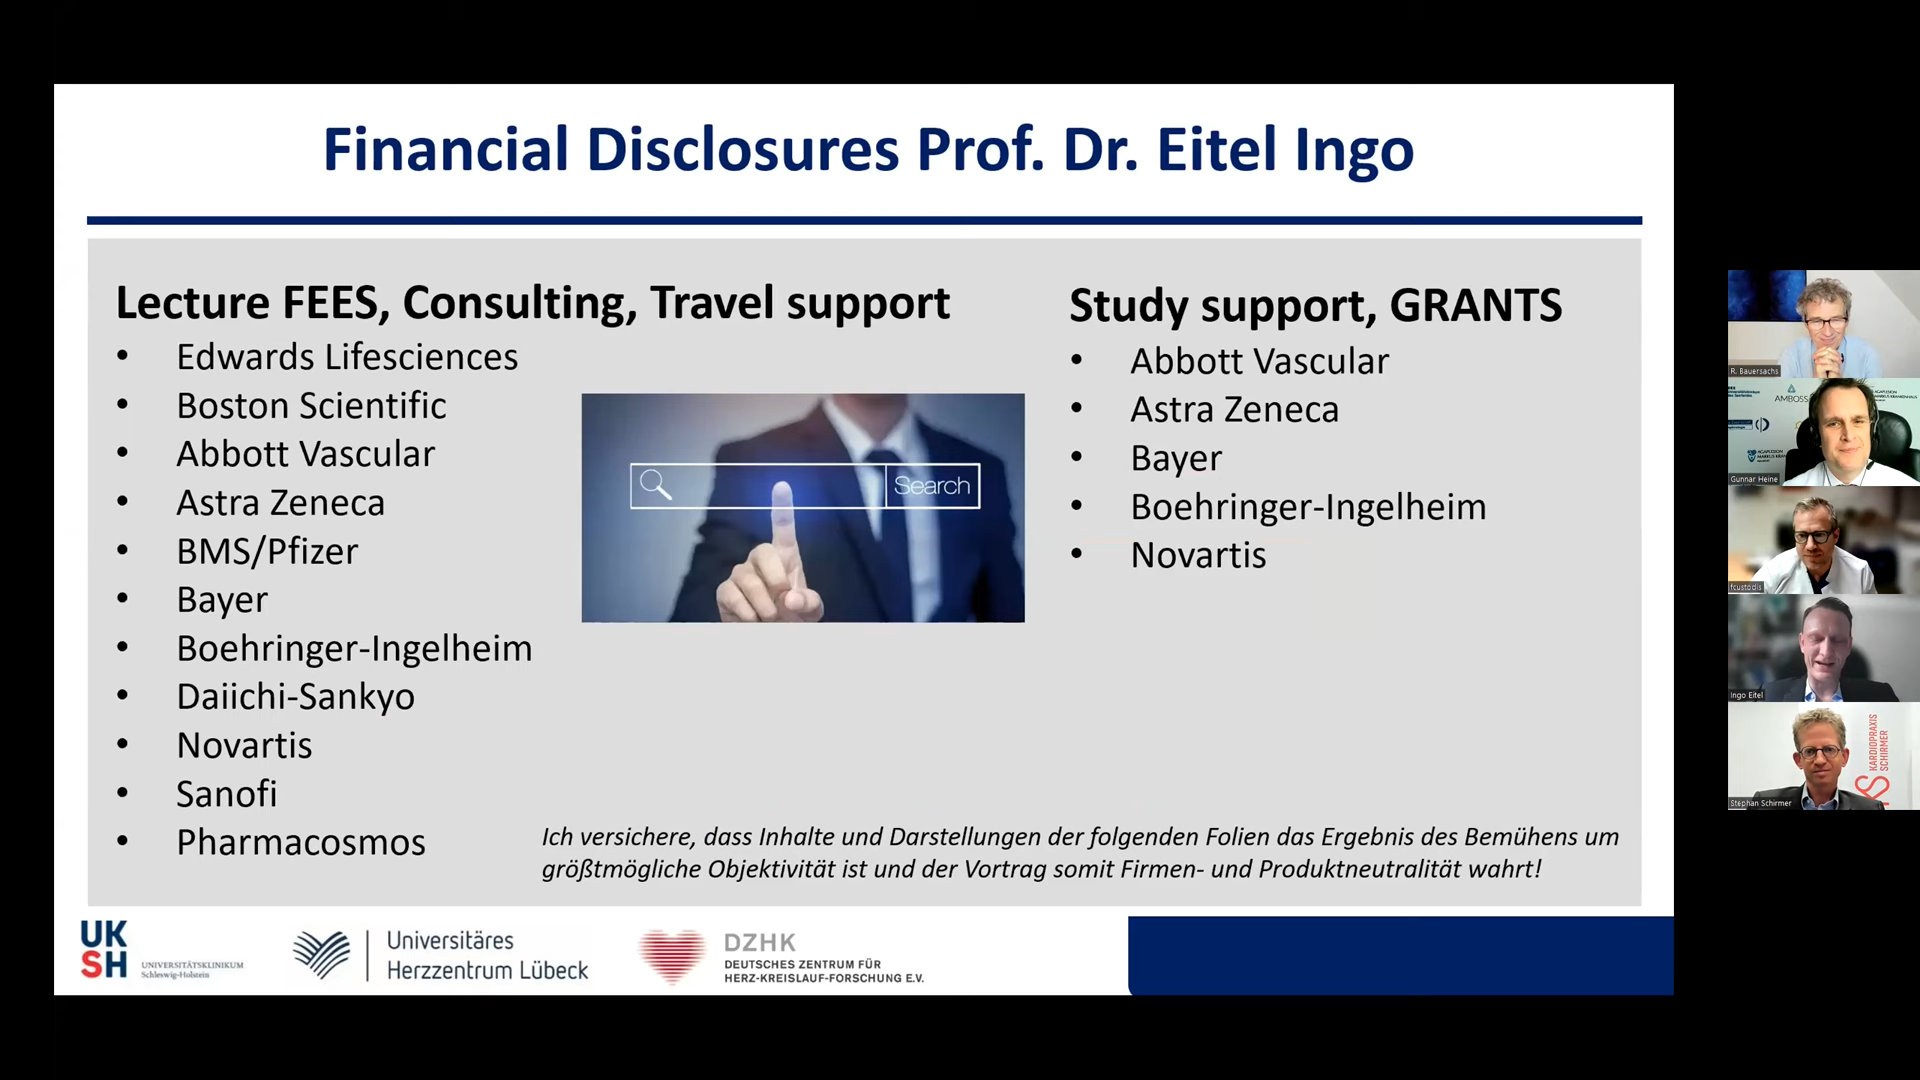 Financial Disclosures Prof. Dr. Eitel Ingo
Lecture FEES, Consulting, Travel support
• Edwards Lifesciences
• Boston Scientific
• Abbott Vascular
• Astra Zeneca
• BMS/Pfizer
• Bayer
• Boehringer-Ingelheim
• Daiichi-Sankyo
• Novartis
• Sanofi
• Pharmacosmos
Search
Study support, GRANTS
• Abbott Vascular
• Astra Zeneca
• Bayer
• Boehringer-Ingelheim
• Novartis
Ich versichere, dass Inhalte und Darstellungen der folgenden Folien das Ergebnis des Bemühens um
größtmögliche Objektivität ist und der Vortrag somit Firmen- und Produktneutralität wahrt!
UK
SH
UNIVERSITÄTSKLINIKUM
Schleswig-Holstein
Universitäres
Herzzentrum Lübeck
DZHK
DEUTSCHES ZENTRUM FÜR
HERZ-KREISLAUF-FORSCHUNG E.V.
R. Bauersachs
AMBOSS
Gunnar Heine
fcustodis
Ingo Eitel
KARDIOPRAXIS
SCHIRMER
Stephan Schirmer